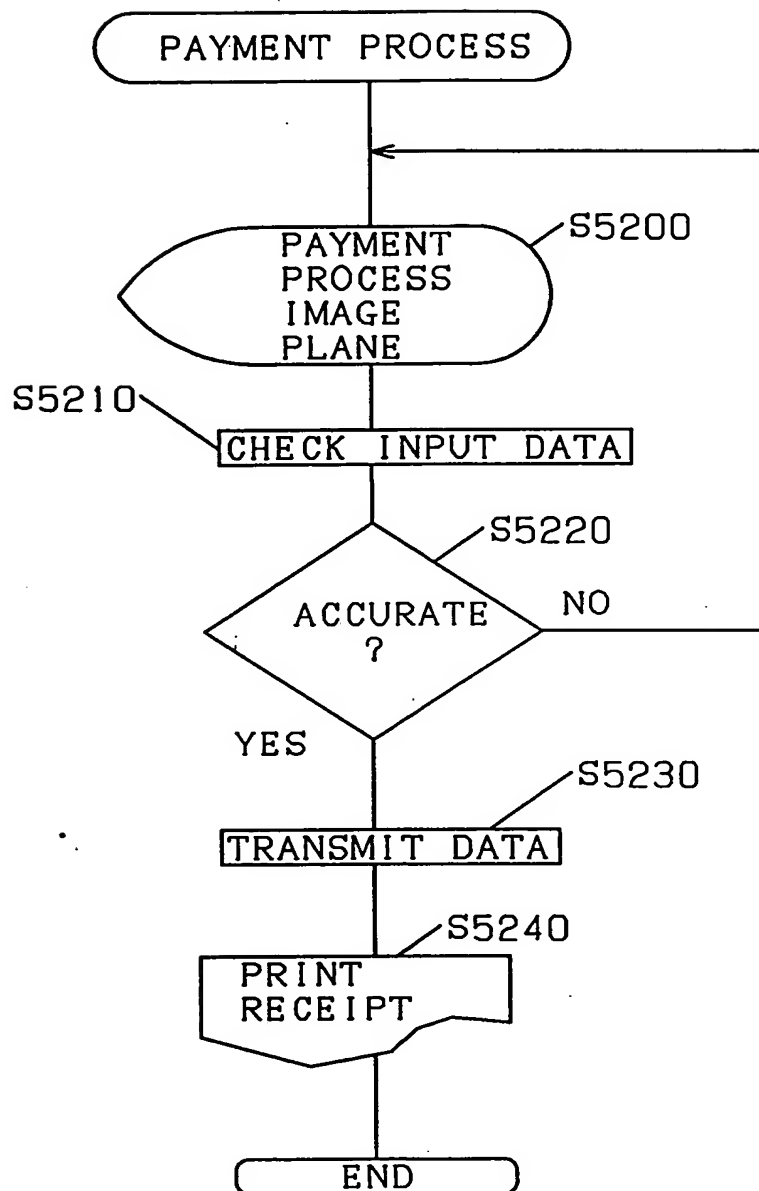 PAYMENT PROCESS
S5200
PAYMENT
PROCESS
IMAGE
PLANE
S5210
CHECK INPUT DATA
S5220
ACCURATE
?
NO
YES
S5230
TRANSMIT DATA
S5240
PRINT
RECEIPT
END